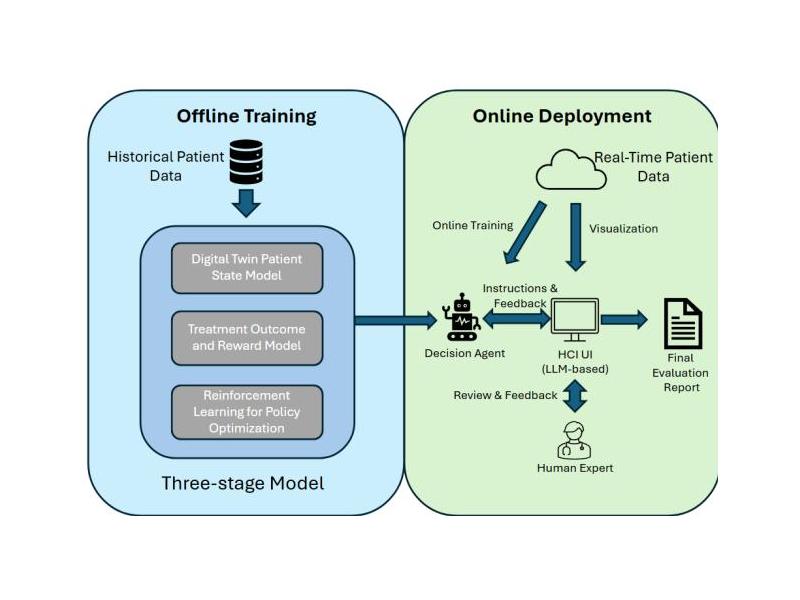 Offline Training
Historical Patient
Data
Digital Twin Patient
State Model
Treatment Outcome
and Reward Model
Reinforcement
Learning for Policy
Optimization
Three-stage Model
Online Deployment
Real-Time Patient
Data
Online Training
Visualization
Instructions &
Feedback
Decision Agent
HCI UI
(LLM-based)
Final
Evaluation
Report
Review & Feedback
Human Expert